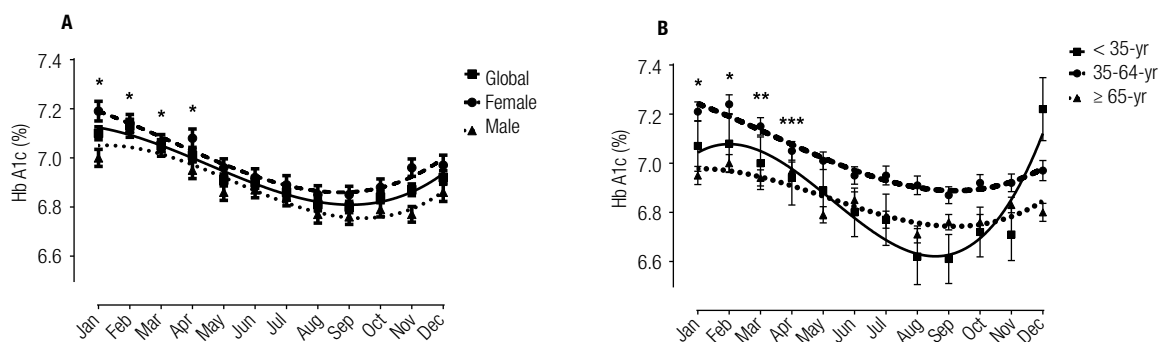 A
Hb A1c (%)
7.4
7.2
7.0
6.8
6.6
* * * *
Global
Female
Male
Jan Feb Mar Apr May Jun Jul Aug Sep Oct Nov Dec
B
Hb A1c (%)
7.4
7.2
7.0
6.8
6.6
* * ** ***
< 35-yr
35-64-yr
≥ 65-yr
Jan Feb Mar Apr May Jun Jul Aug Sep Oct Nov Dec